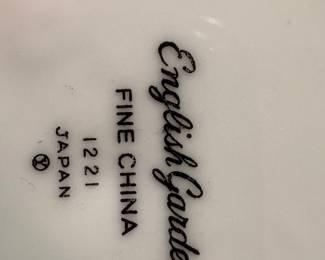 English Garde
FINE CHINA
1221
JAPAN
Y